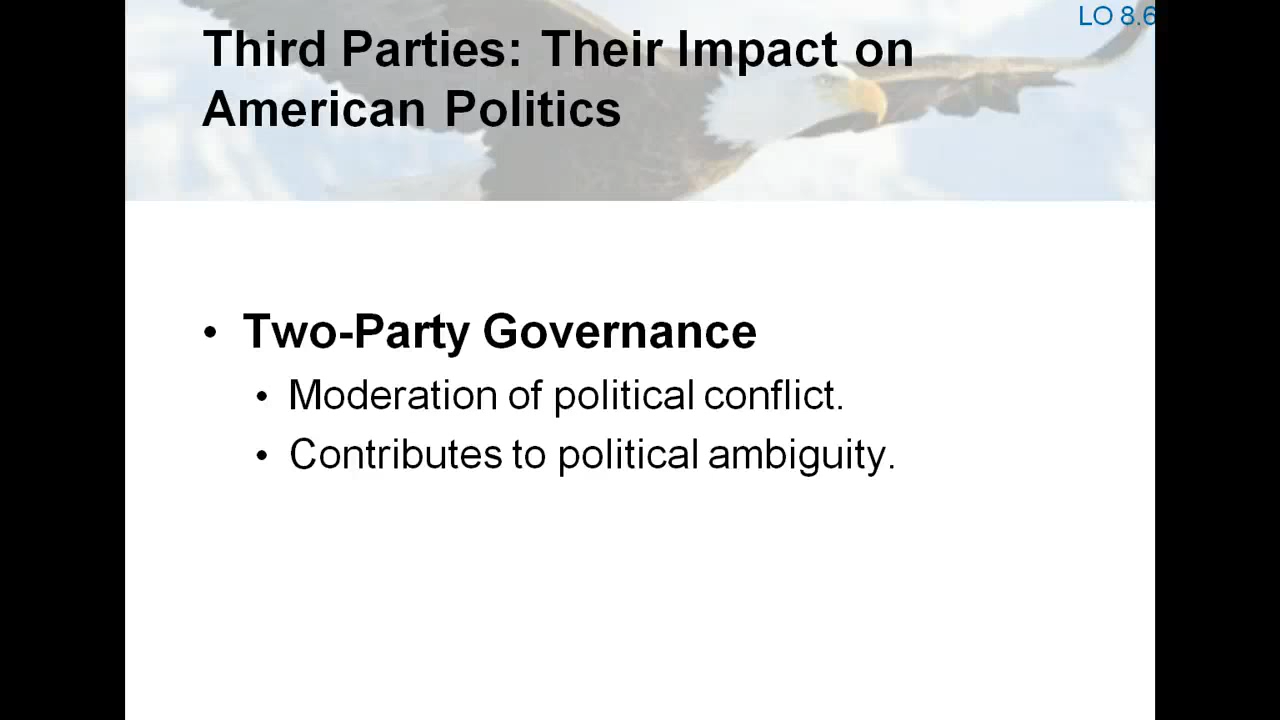 LO 8.6
Third Parties: Their Impact on
American Politics
• Two-Party Governance
• Moderation of political conflict.
• Contributes to political ambiguity.